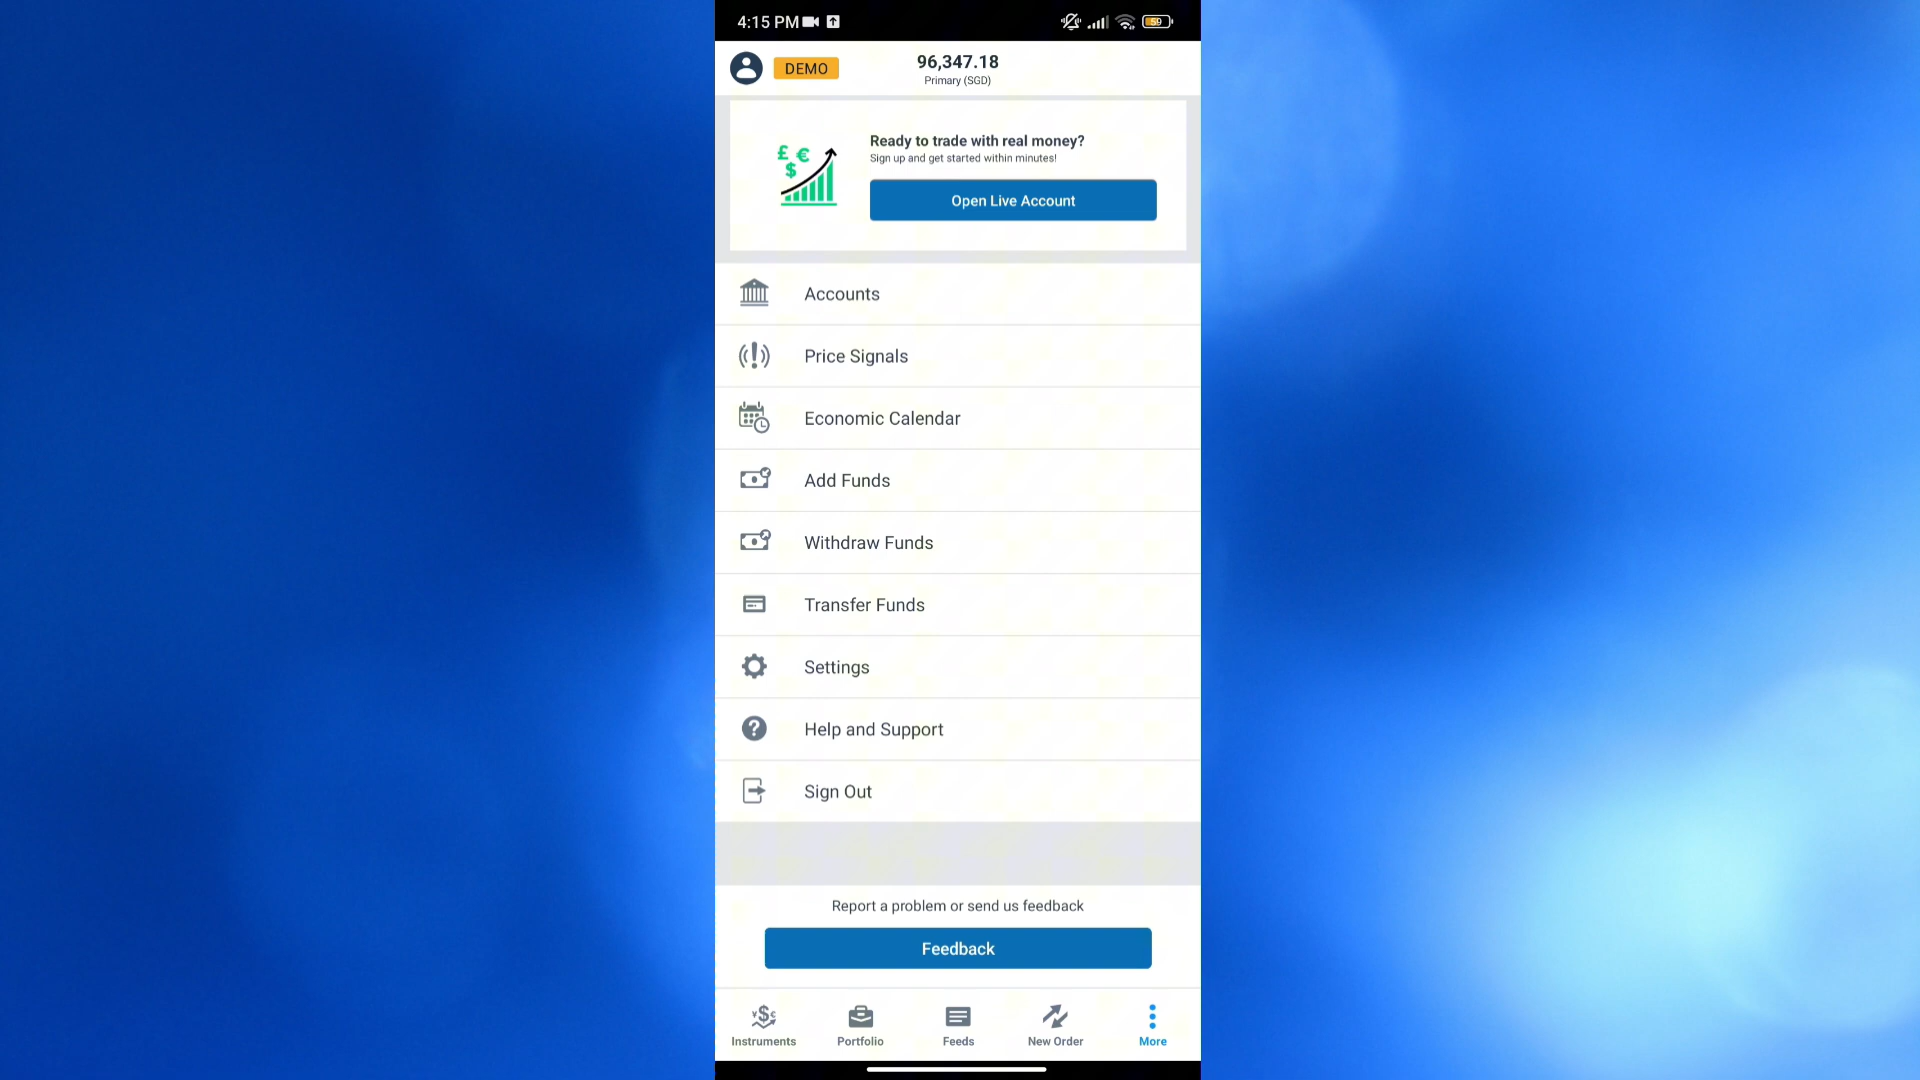 4:15 PM
59
DEMO
96,347.18
Primary (SGD)
Ready to trade with real money?
Sign up and get started within minutes!
Open Live Account
Accounts
Price Signals
Economic Calendar
Add Funds
Withdraw Funds
Transfer Funds
Settings
Help and Support
Sign Out
Report a problem or send us feedback
Feedback
Instruments
Portfolio
Feeds
New Order
More